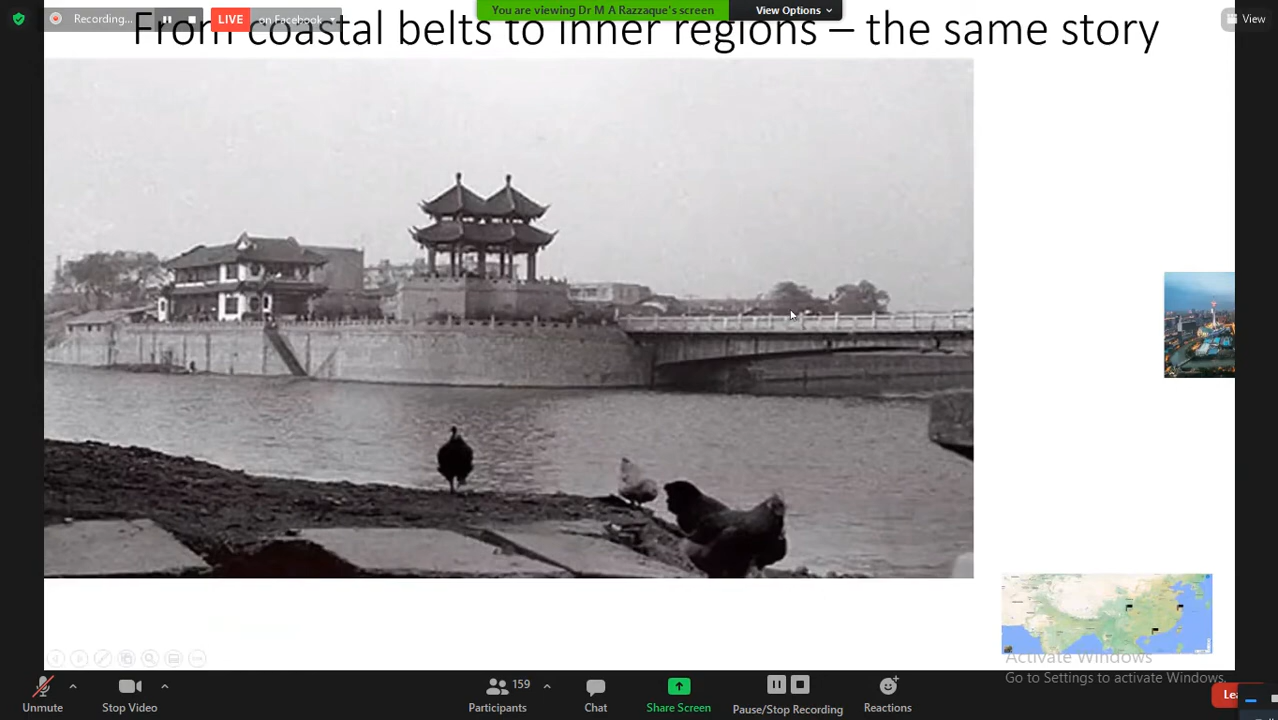 Recording...
LIVE on Facebook
You are viewing Dr M A Razzaque's screen
View Options
View
From coastal belts to inner regions – the same story
Activate Windows
Go to Settings to activate Windows.
Unmute
Stop Video
159
Participants
Chat
Share Screen
Pause/Stop Recording
Reactions
Lea